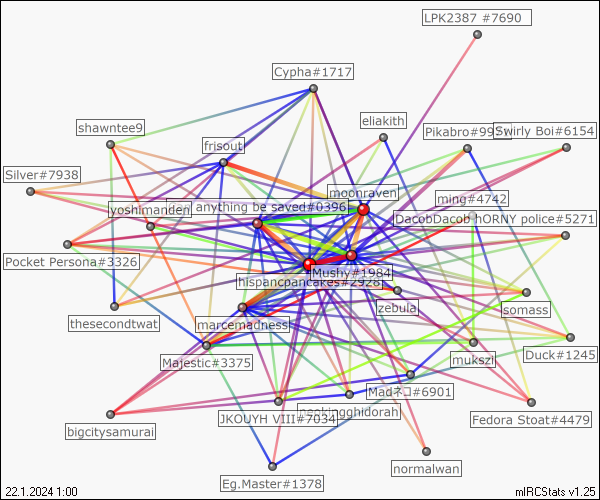 LPK2387 #7690
Cypha#1717
shawntee9
eliakith
Pikabro#99
Swirly Boi#6154
frisout
Silver#7938
moonraven
ming#4742
yoshimanden
anything be saved#0396
DacobDacob hORNY police#5271
Pocket Persona#3326
Mushy#1984
hispancpancakes#2928
zebula
somass
thesecondtwat
marcemadness
Majestic#3375
mukszi
Duck#1245
Madネコ#6901
JKOUYH VIII#7034
neokingghidorah
Fedora Stoat#4479
bigcitysamurai
normalwan
Eg.Master#1378
22.1.2024 1:00
mIRCStats v1.25